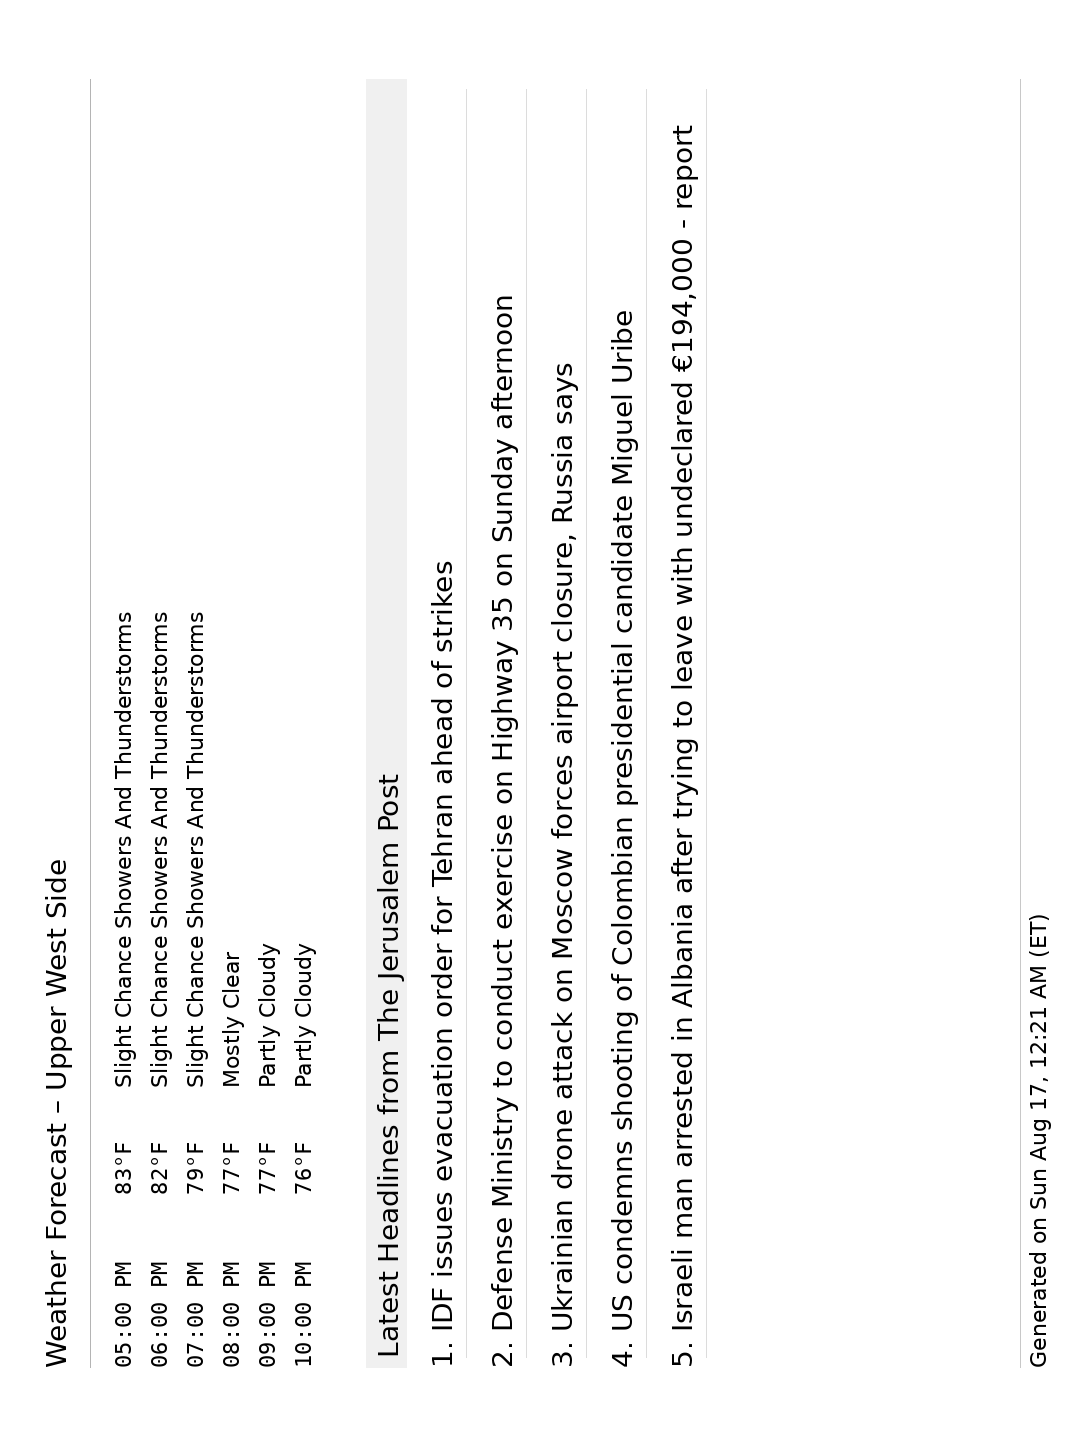 Weather Forecast – Upper West Side
05:00 PM 83°F Slight Chance Showers And Thunderstorms
06:00 PM 82°F Slight Chance Showers And Thunderstorms
07:00 PM 79°F Slight Chance Showers And Thunderstorms
08:00 PM 77°F Mostly Clear
09:00 PM 77°F Partly Cloudy
10:00 PM 76°F Partly Cloudy
Latest Headlines from The Jerusalem Post
1. IDF issues evacuation order for Tehran ahead of strikes
2. Defense Ministry to conduct exercise on Highway 35 on Sunday afternoon
3. Ukrainian drone attack on Moscow forces airport closure, Russia says
4. US condemns shooting of Colombian presidential candidate Miguel Uribe
5. Israeli man arrested in Albania after trying to leave with undeclared €194,000 - report
Generated on Sun Aug 17, 12:21 AM (ET)